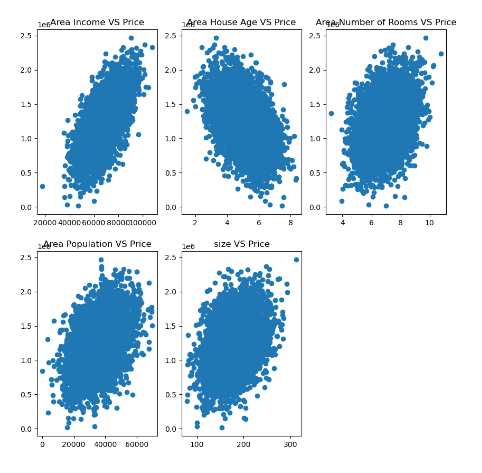 Area Income VS Price
Area House Age VS Price
Area Number of Rooms VS Price
1e6
1e6
1e6
2.5
2.0
1.5
1.0
0.5
0.0
20000 40000 60000 80000 100000
2.5
2.0
1.5
1.0
0.5
0.0
2 4 6 8
2.5
2.0
1.5
1.0
0.5
0.0
4 6 8 10
Area Population VS Price
size VS Price
1e6
1e6
2.5
2.0
1.5
1.0
0.5
0.0
0 20000 40000 60000
2.5
2.0
1.5
1.0
0.5
0.0
100 200 300